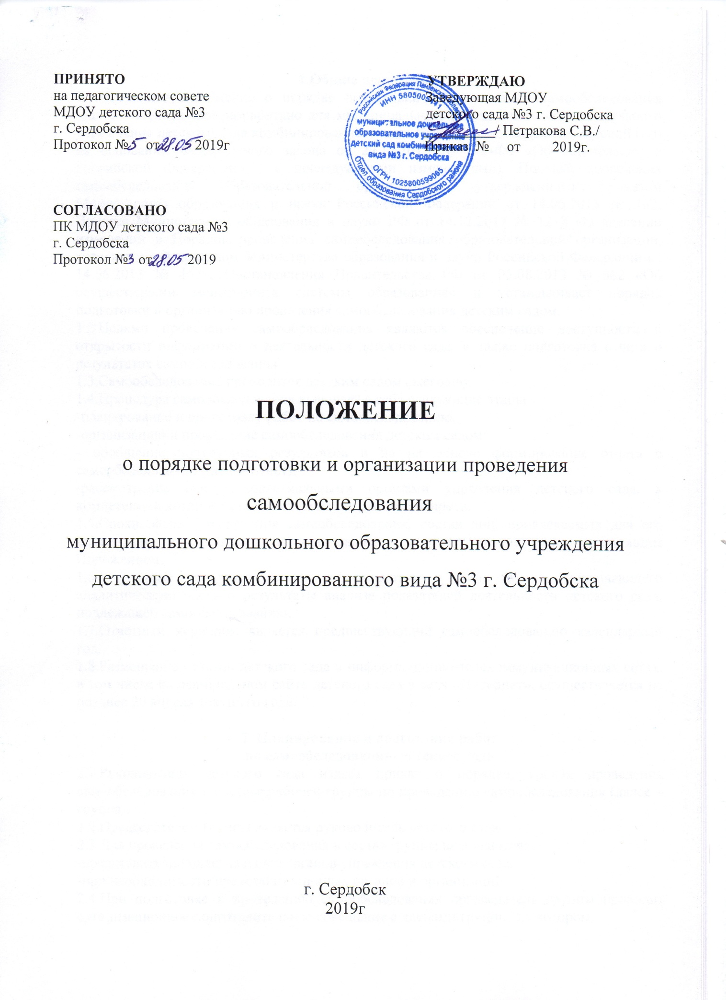 ПРИНЯТО
на педагогическом совете
МДОУ детского сада №3
г. Сердобска
Протокол №5 от 28.05 2019г
УТВЕРЖДАЮ
Заведующая МДОУ
детского сада №3 г. Сердобска
/ Петракова С.В./
Приказ № от 2019г.
Российская Федерация Пензенская область
ИНН
муниципальное дошкольное
образовательное учреждение
детский сад комбинированного
вида №3 г. Сердобска
ОГРН 1025800599065
Отдел образования Сердобского района
СОГЛАСОВАНО
ПК МДОУ детского сада №3
г. Сердобска
Протокол №3 от 28.05 2019
ПОЛОЖЕНИЕ
о порядке подготовки и организации проведения
самообследования
муниципального дошкольного образовательного учреждения
детского сада комбинированного вида №3 г. Сердобска
г. Сердобск
2019г